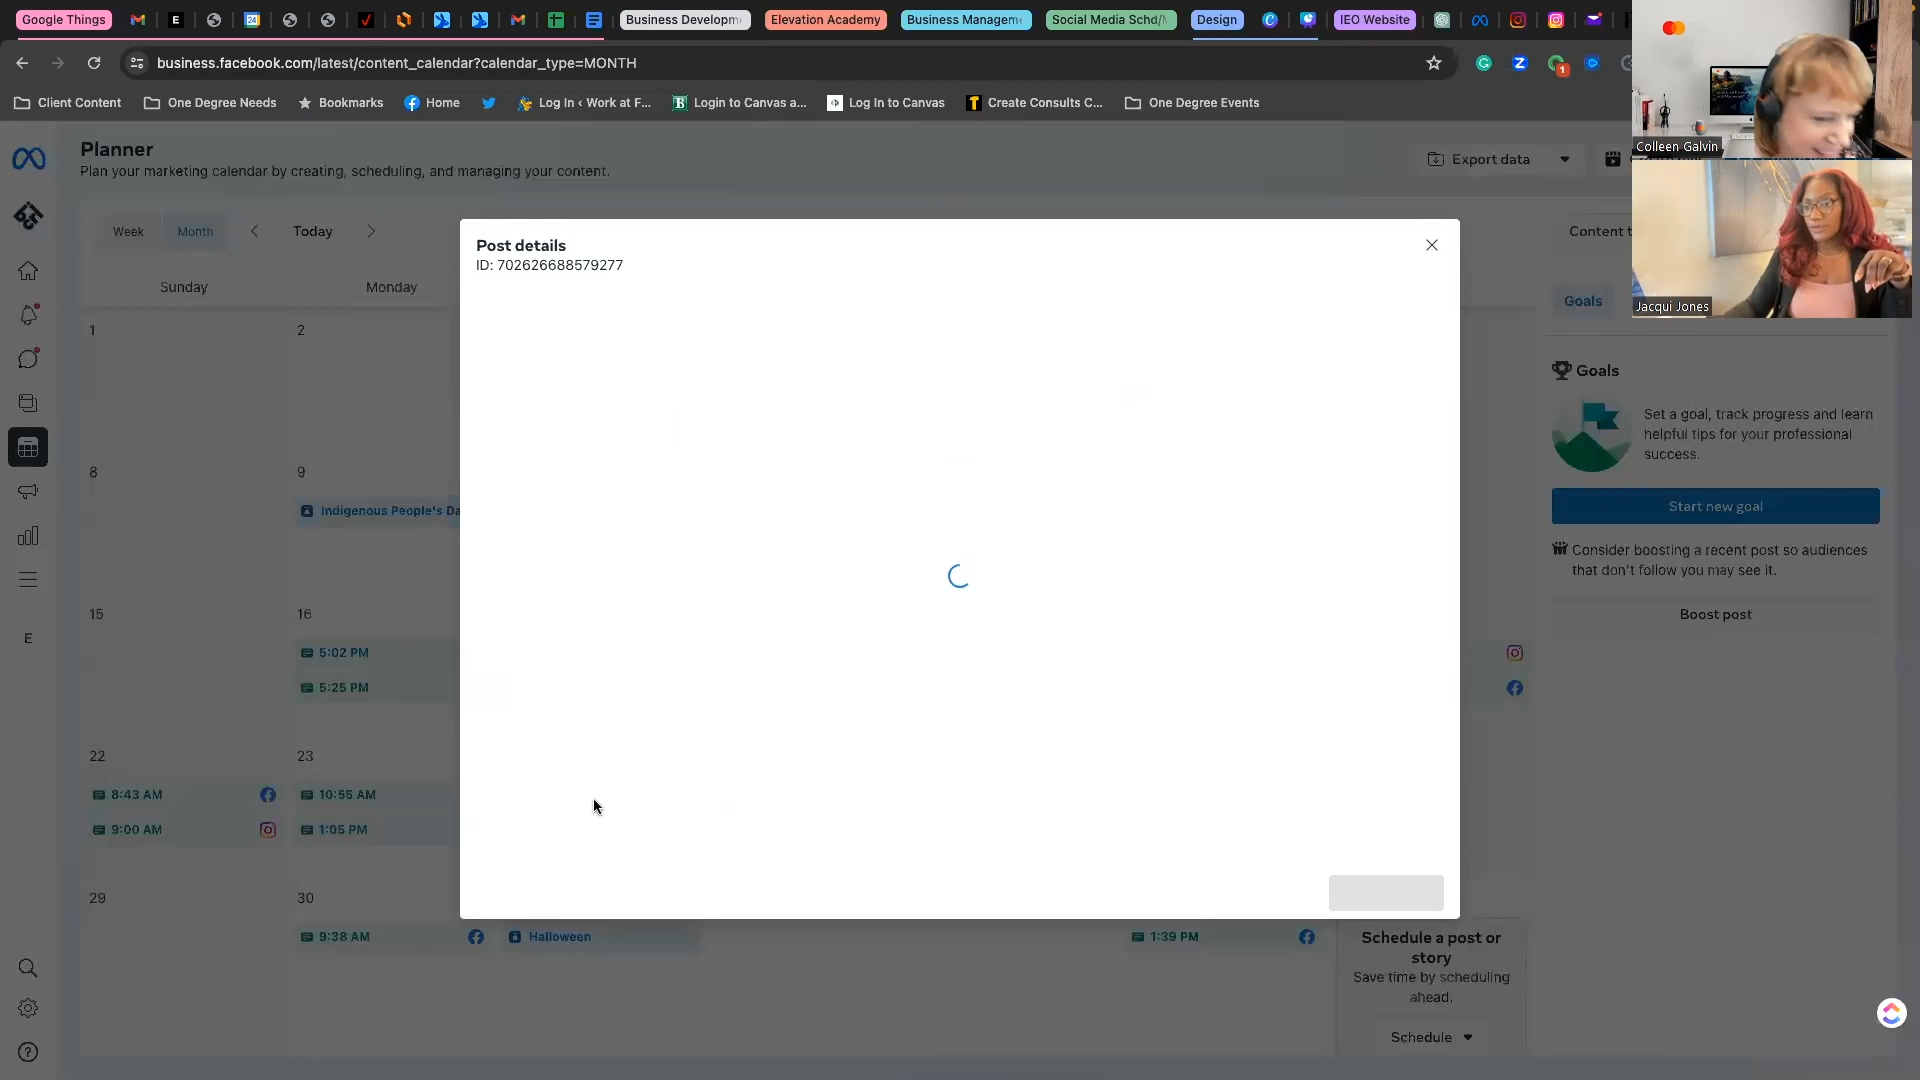 Google Things
E
24
Business Developm
Elevation Academy
Business Managem
Social Media Schd/
Design
IEO Website
business.facebook.com/latest/content_calendar?calendar_type=MONTH
1
Client Content
One Degree Needs
Bookmarks
Home
Log In ‹ Work at F...
Login to Canvas a...
Log In to Canvas
Create Consults C...
One Degree Events
Colleen Galvin
Jacqui Jones
Planner
Plan your marketing calendar by creating, scheduling, and managing your content.
Export data
Week
Month
Today
Content t
Sunday
Monday
Post details
ID: 702626688579277
Goals
1
2
Goals
Set a goal, track progress and learn
helpful tips for your professional
success.
8
9
Indigenous People's Da
Start new goal
Consider boosting a recent post so audiences
that don't follow you may see it.
Boost post
15
16
E
5:02 PM
5:25 PM
22
23
8:43 AM
10:55 AM
9:00 AM
1:05 PM
29
30
9:38 AM
Halloween
1:39 PM
Schedule a post or
story
Save time by scheduling
ahead.
Schedule